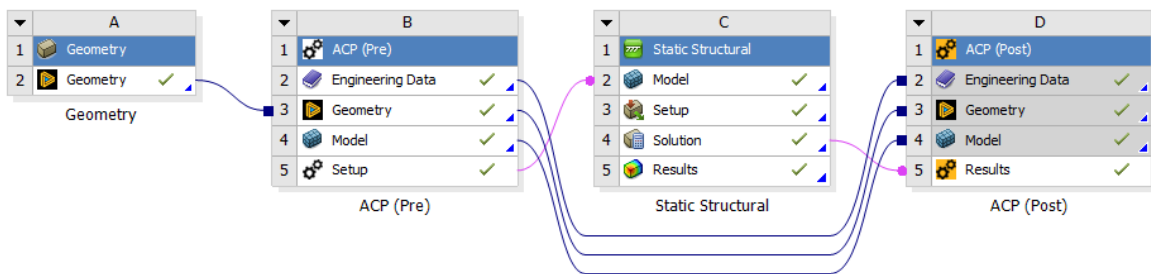 A
1 Geometry
2 Geometry
Geometry
B
1 ACP (Pre)
2 Engineering Data
3 Geometry
4 Model
5 Setup
ACP (Pre)
C
1 Static Structural
2 Model
3 Setup
4 Solution
5 Results
Static Structural
D
1 ACP (Post)
2 Engineering Data
3 Geometry
4 Model
5 Results
ACP (Post)